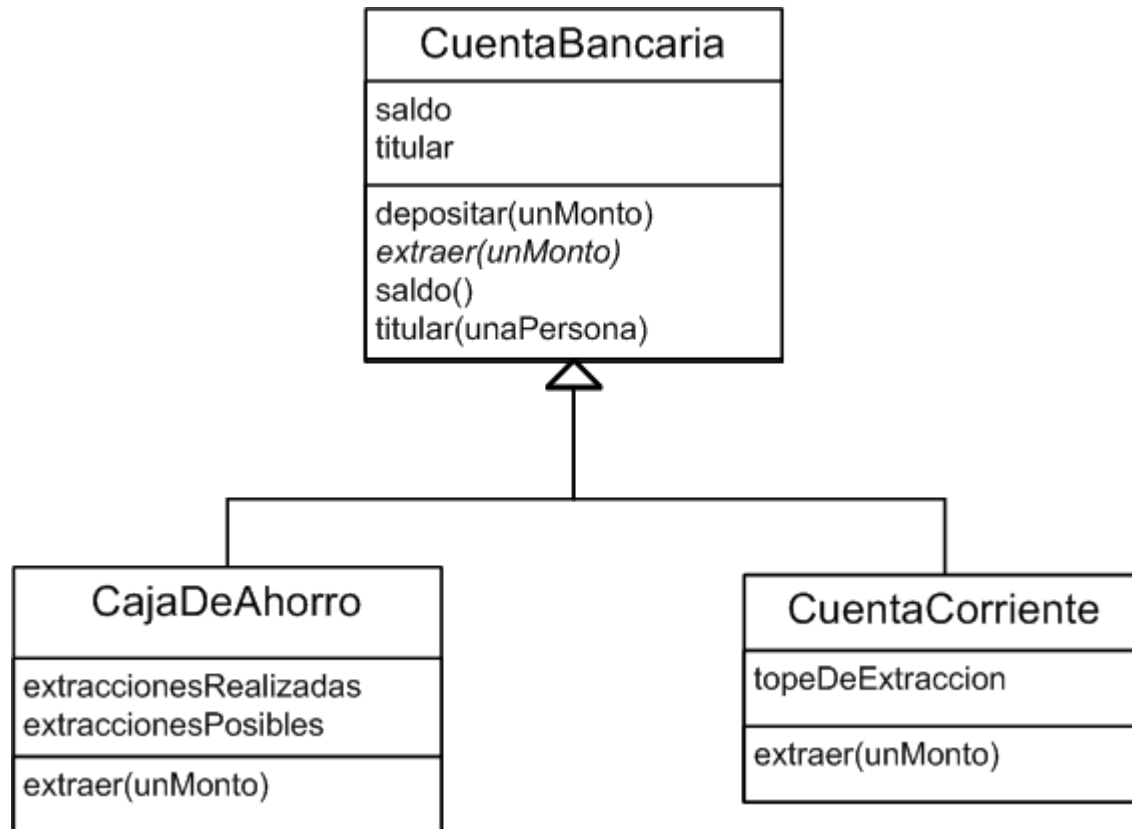 CuentaBancaria
saldo
titular
depositar(unMonto)
extraer(unMonto)
saldo()
titular(unaPersona)
CajaDeAhorro
extraccionesRealizadas
extraccionesPosibles
extraer(unMonto)
CuentaCorriente
topeDeExtraccion
extraer(unMonto)